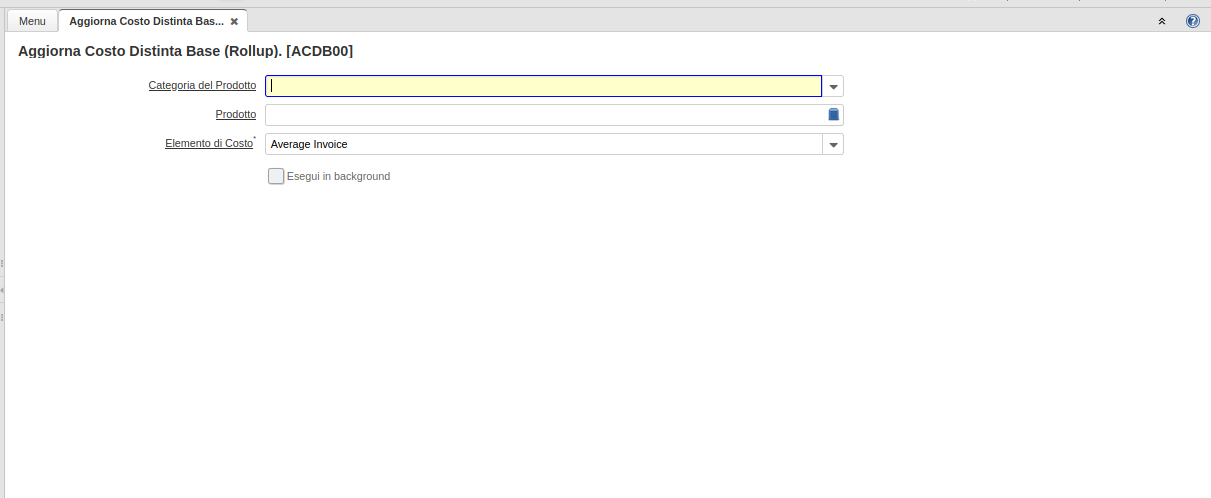 Menu
Aggiorna Costo Distinta Bas...
Aggiorna Costo Distinta Base (Rollup). [ACDB00]
Categoria del Prodotto
Prodotto
Elemento di Costo* Average Invoice
Esegui in background